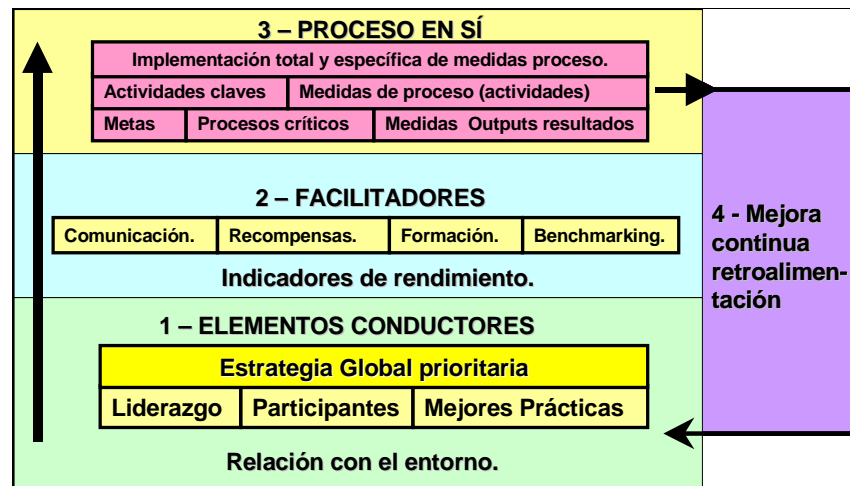 3 – PROCESO EN SÍ
Implementación total y específica de medidas proceso.
Actividades claves
Medidas de proceso (actividades)
Metas
Procesos críticos
Medidas Outputs resultados
2 – FACILITADORES
Comunicación.
Recompensas.
Formación.
Benchmarking.
Indicadores de rendimiento.
1 – ELEMENTOS CONDUCTORES
Estrategia Global prioritaria
Liderazgo
Participantes
Mejores Prácticas
Relación con el entorno.
4 - Mejora
continua
retroalimen-
tación